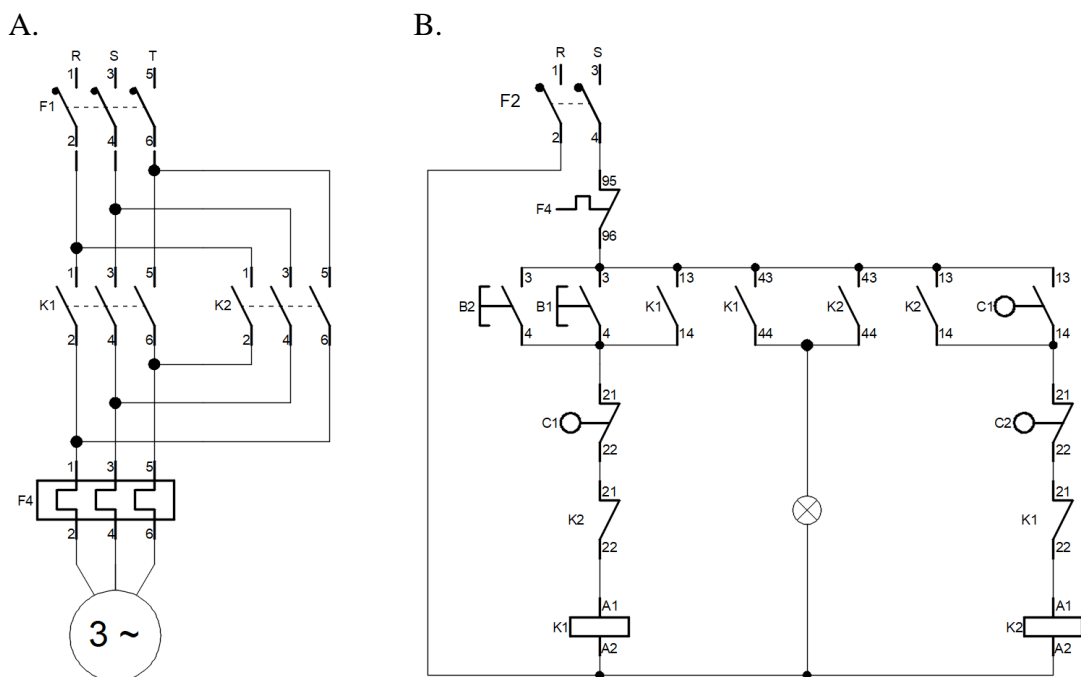 A. B.
R S T
1 3 5
F1
2 4 6
1 3 5 1 3 5
K1 K2
2 4 6 2 4 6
1 3 5
F4
2 4 6
3 ~
R S
1 3
F2
2 4
95
F4
96
3 3 13 43 43 13 13
B2 B1 K1 K1 K2 K2 C1
4 4 14 44 44 14 14
21 21
C1 C2
22 22
21 21
K2 K1
22 22
A1 A1
K1 K2
A2 A2